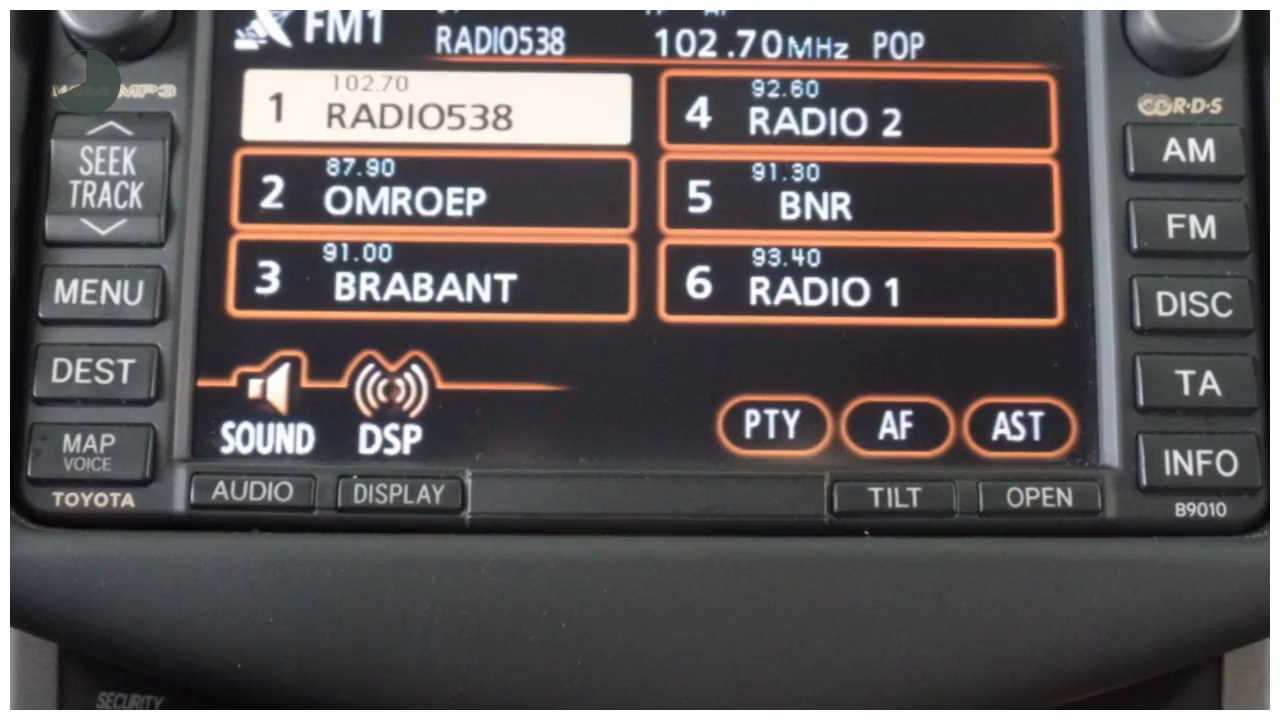 FM1
RADIO538 102.70MHz POP
WMA MP3
1 102.70
RADIO538
2 87.90
OMROEP
3 91.00
BRABANT
4 92.60
RADIO 2
5 91.30
BNR
6 93.40
RADIO 1
SOUND
DSP
PTY AF AST
SEEK
TRACK
MENU
DEST
MAP
VOICE
TOYOTA
AUDIO
DISPLAY
TILT
OPEN
R·D·S
AM
FM
DISC
TA
INFO
B9010
SECURITY